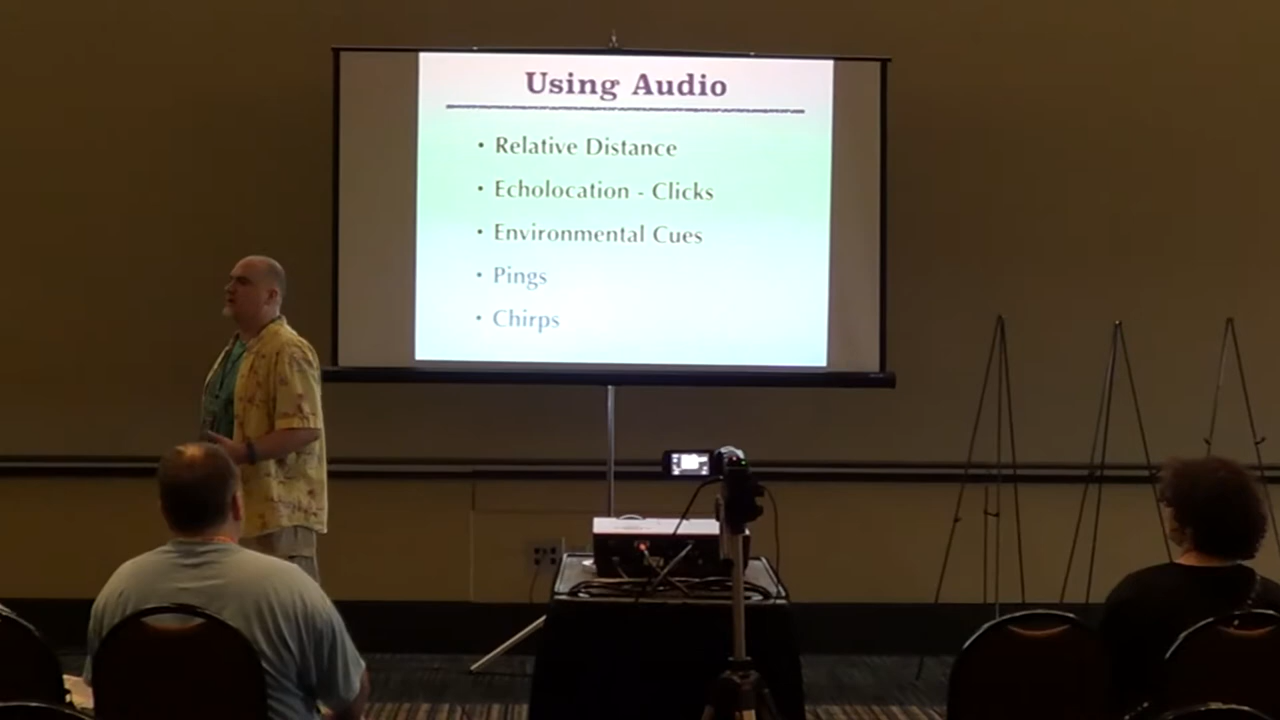 Using Audio
• Relative Distance
• Echolocation - Clicks
• Environmental Cues
• Pings
• Chirps